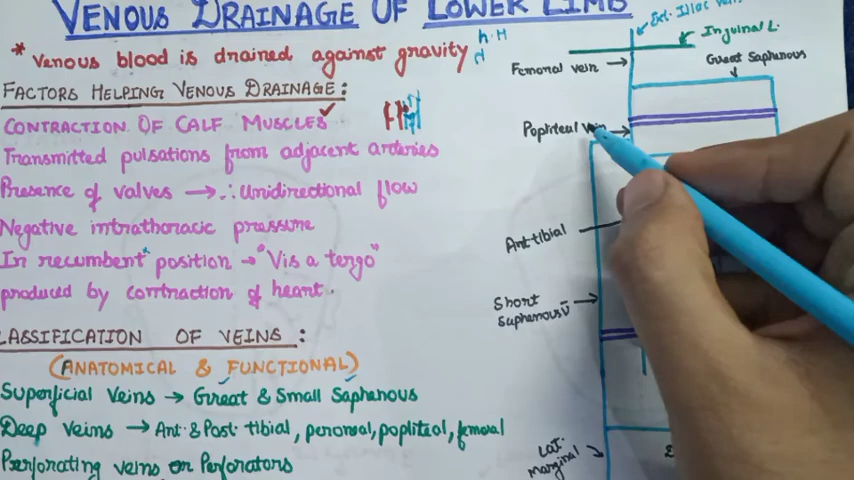 VENOUS DRAINAGE OF LOWER LIMB
* Venous blood is drained against gravity
FACTORS HELPING VENOUS DRAINAGE:
CONTRACTION OF CALF MUSCLES ✓
Transmitted pulsations from adjacent arteries
Presence of valves → ∴ Unidirectional flow
Negative intrathoracic pressure
In recumbent position → "Vis a tergo"
produced by contraction of heart.
CLASSIFICATION OF VEINS:
(ANATOMICAL & FUNCTIONAL)
Superficial Veins → Great & Small Saphenous
Deep Veins → Ant. & Post. tibial, peroneal, popliteal, femoral
Perforating veins or Perforators
Inguinal L.
Femoral vein →
Great Saphenous
Popliteal vein →
Ant tibial
Short
Saphenous v̄ →
Lat.
marginal